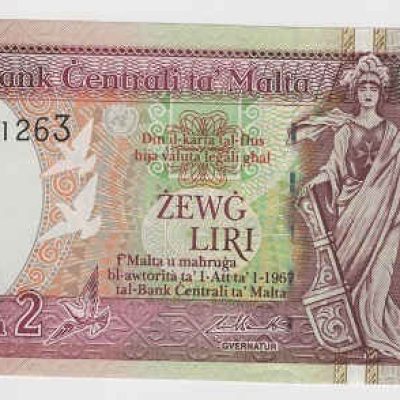 Bank Ċentrali ta' Malta
1263
Din il-karta tal-flus
hija valuta legali għal
ŻEWĠ
LIRI
f'Malta u maħruġa
bl-awtorità ta' l-Att ta' l-1967
tal-Bank Ċentrali ta' Malta
2
GVERNATUR